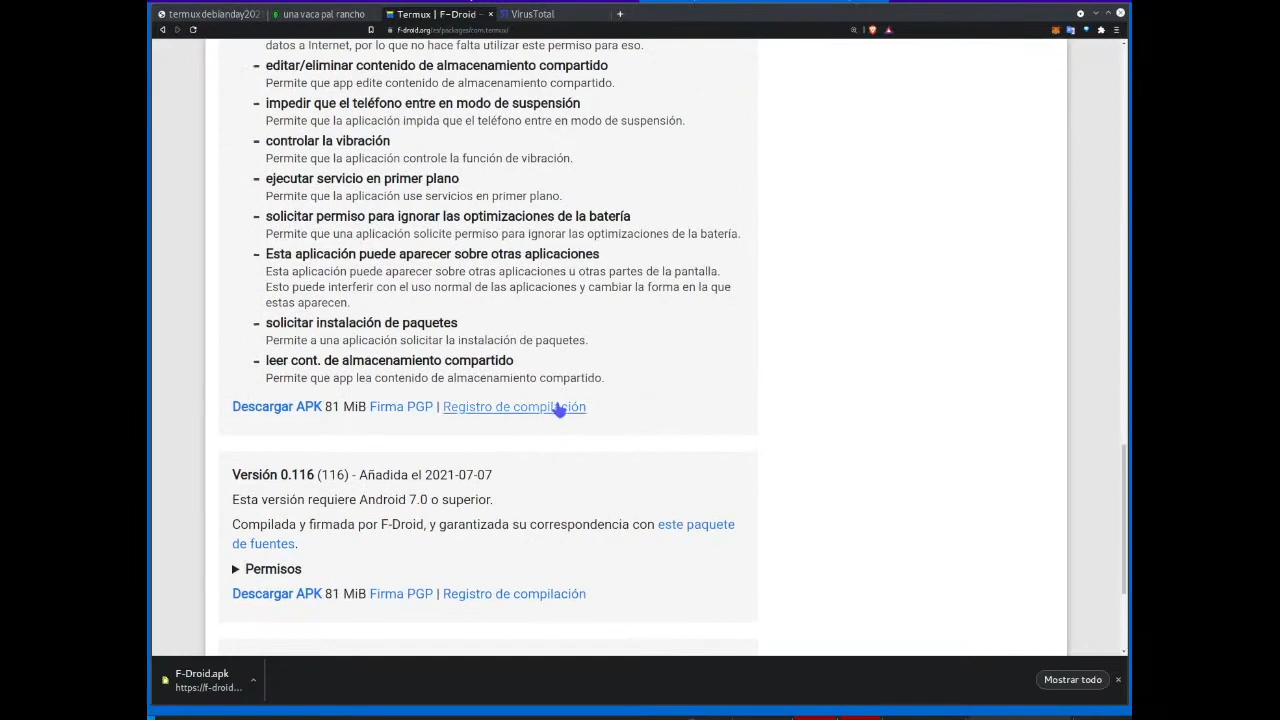 termux debianday202
una vaca pal rancho
Termux | F-Droid –
VirusTotal
f-droid.org/es/packages/com.termux/
datos a Internet, por lo que no hace falta utilizar este permiso para eso.
editar/eliminar contenido de almacenamiento compartido
Permite que app edite contenido de almacenamiento compartido.
impedir que el teléfono entre en modo de suspensión
Permite que la aplicación impida que el teléfono entre en modo de suspensión.
controlar la vibración
Permite que la aplicación controle la función de vibración.
ejecutar servicio en primer plano
Permite que la aplicación use servicios en primer plano.
solicitar permiso para ignorar las optimizaciones de la batería
Permite que una aplicación solicite permiso para ignorar las optimizaciones de la batería.
Esta aplicación puede aparecer sobre otras aplicaciones
Esta aplicación puede aparecer sobre otras aplicaciones u otras partes de la pantalla.
Esto puede interferir con el uso normal de las aplicaciones y cambiar la forma en la que
estas aparecen.
solicitar instalación de paquetes
Permite a una aplicación solicitar la instalación de paquetes.
leer cont. de almacenamiento compartido
Permite que app lea contenido de almacenamiento compartido.
Descargar APK 81 MiB Firma PGP | Registro de compilación
Versión 0.116 (116) - Añadida el 2021-07-07
Esta versión requiere Android 7.0 o superior.
Compilada y firmada por F-Droid, y garantizada su correspondencia con este paquete
de fuentes.
Permisos
Descargar APK 81 MiB Firma PGP | Registro de compilación
F-Droid.apk
https://f-droid...
Mostrar todo